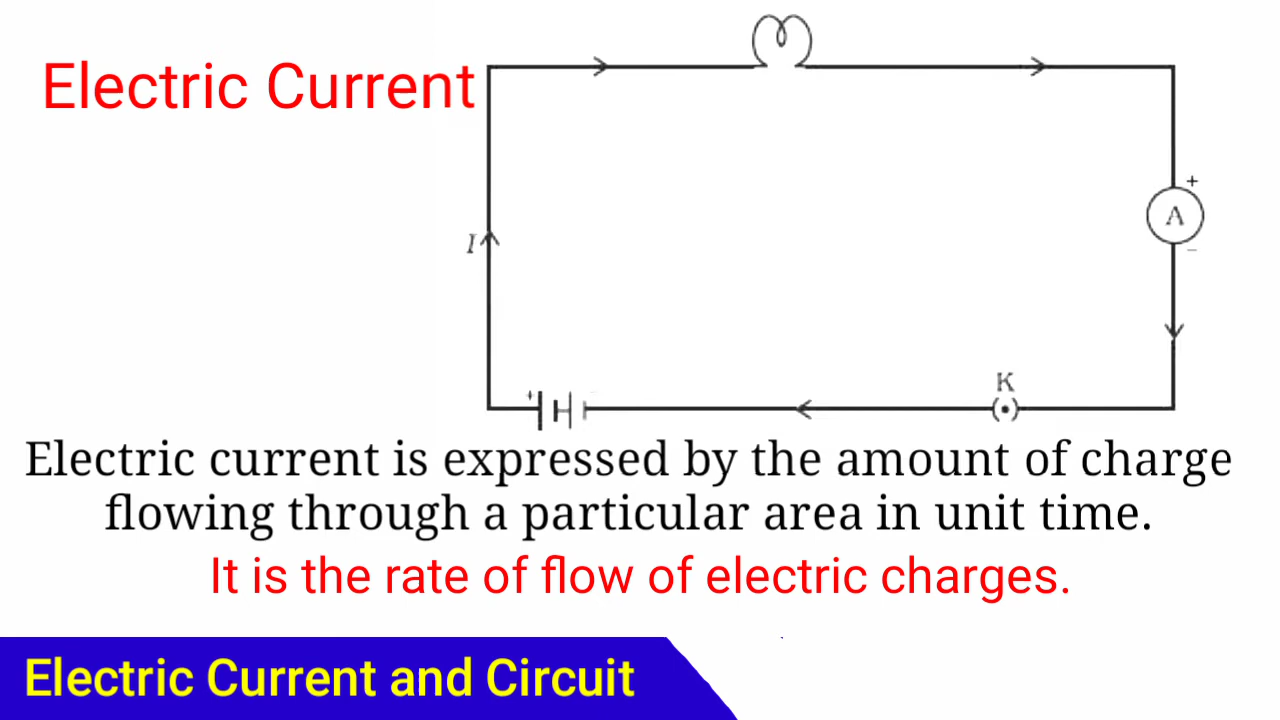 Electric Current
+
A
−
I
K
+
−
Electric current is expressed by the amount of charge
flowing through a particular area in unit time.
It is the rate of flow of electric charges.
Electric Current and Circuit